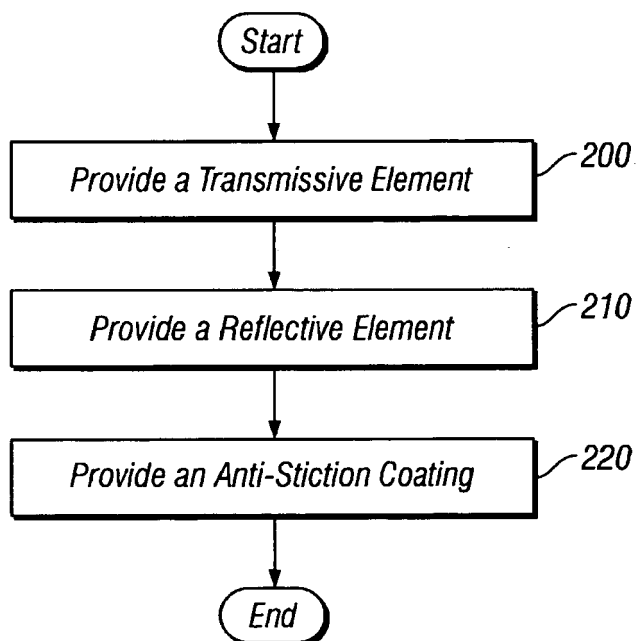 Start
Provide a Transmissive Element
200
Provide a Reflective Element
210
Provide an Anti-Stiction Coating
220
End